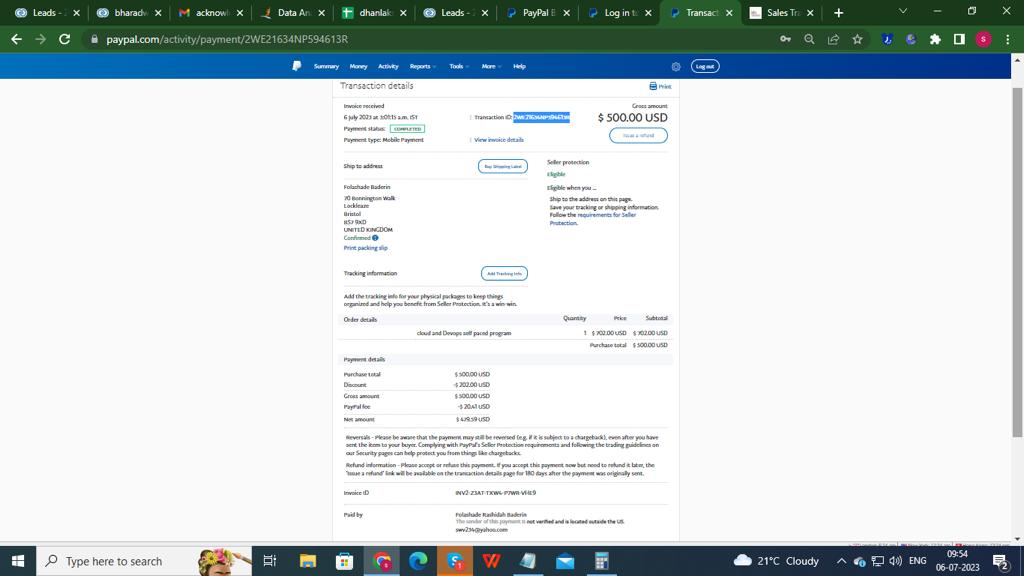 Leads -
bharadw
acknowl
Data An
dhanlak
Leads -
PayPal B
Log in to
Transact
Sales Tra
paypal.com/activity/payment/2WE21634NP594613R
Summary Money Activity Reports Tools More Help Log out
Transaction details
Print
Invoice received
Gross amount
6 July 2023 at 3:01:15 a.m. IST
Transaction ID: 2WE21634NP594613R
$ 500.00 USD
Payment status: COMPLETED
Issue a refund
Payment type: Mobile Payment
View invoice details
Ship to address
Buy Shipping Label
Seller protection
Eligible
Folashade Baderin
Eligible when you ...
70 Bonnington Walk
Ship to the address on this page.
Lockleaze
Save your tracking or shipping information.
Bristol
Follow the requirements for Seller
BS7 9XD
Protection.
UNITED KINGDOM
Confirmed
Print packing slip
Tracking information
Add Tracking Info
Add the tracking info for your physical packages to keep things
organized and help you benefit from Seller Protection. It's a win-win.
Order details Quantity Price Subtotal
cloud and Devops self paced program 1 $ 702.00 USD $ 702.00 USD
Purchase total $ 500.00 USD
Payment details
Purchase total $ 500.00 USD
Discount -$ 202.00 USD
Gross amount $ 500.00 USD
PayPal fee -$ 20.41 USD
Net amount $ 479.59 USD
Reversals - Please be aware that the payment may still be reversed (e.g. if it is subject to a chargeback), even after you have
sent the item to your buyer. Complying with PayPal's Seller Protection requirements and following the trading guidelines on
our Security pages can help protect you from things like chargebacks.
Refund information - Please accept or refuse this payment. If you accept this payment now but need to refund it later, the
"Issue a refund" link will be available on the transaction details page for 180 days after the payment was originally sent.
Invoice ID
Paid by
Folashade Rashidah Baderin
The sender of this payment is not verified and is located outside the US.
swv234@yahoo.com
Type here to search
21°C Cloudy
ENG
09:54
06-07-2023
2